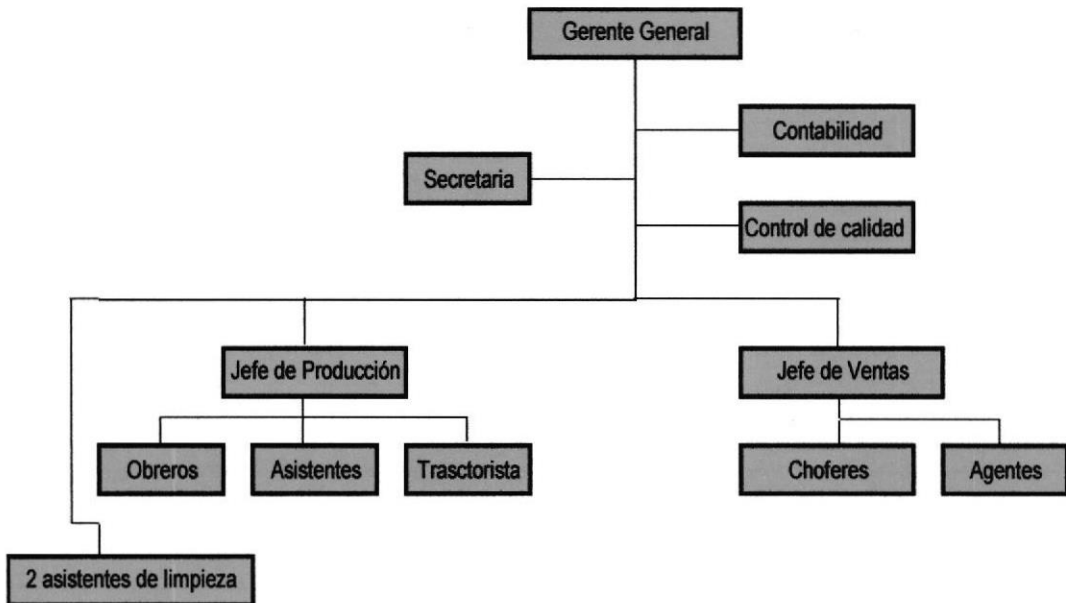 Gerente General
Contabilidad
Secretaria
Control de calidad
Jefe de Producción
Jefe de Ventas
Obreros
Asistentes
Trasctorista
Choferes
Agentes
2 asistentes de limpieza